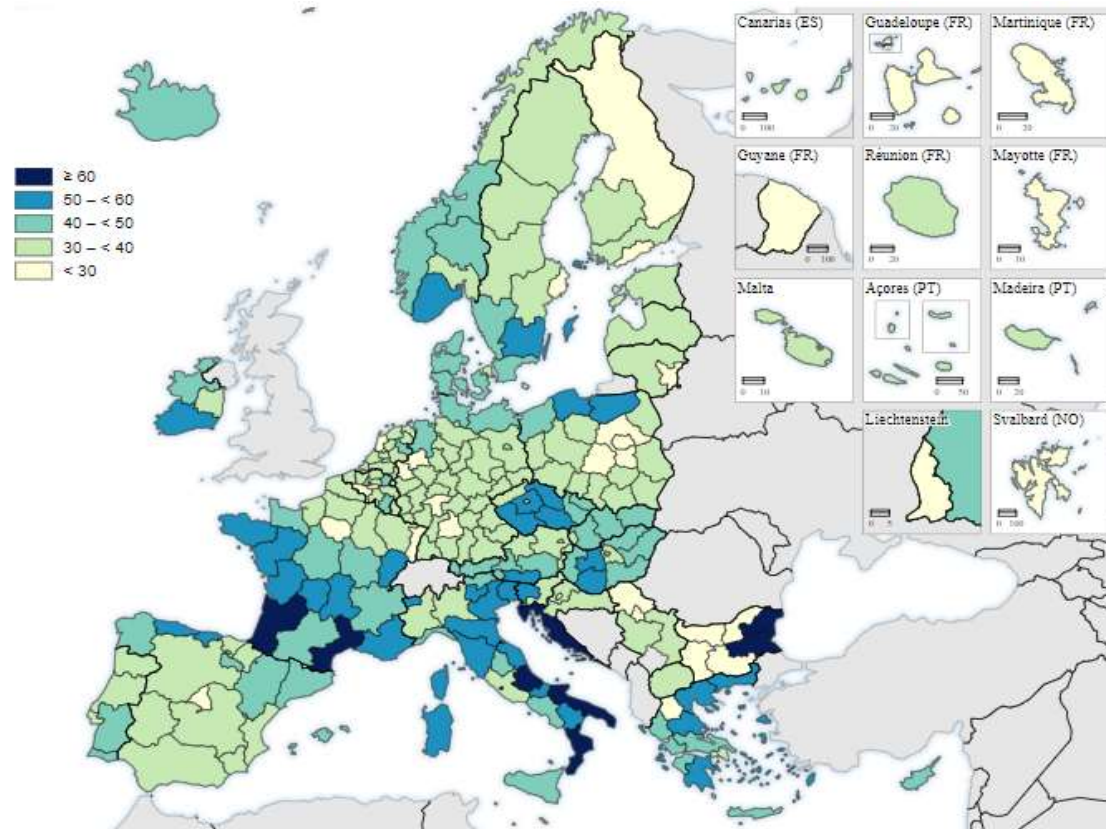 Canarias (ES)
0 100
Guadeloupe (FR)
0 20
Martinique (FR)
0 20
≥ 60
50 – < 60
40 – < 50
30 – < 40
< 30
Guyane (FR)
0 100
Réunion (FR)
0 20
Mayotte (FR)
0 10
Malta
0 10
Açores (PT)
0 50
Madeira (PT)
0 20
Liechtenstein
0 5
Svalbard (NO)
0 100